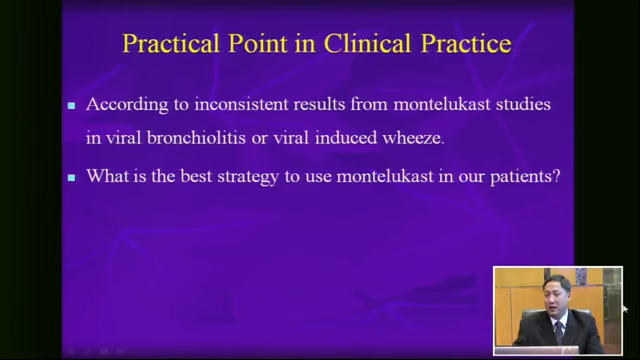 Practical Point in Clinical Practice
According to inconsistent results from montelukast studies
in viral bronchiolitis or viral induced wheeze.
What is the best strategy to use montelukast in our patients?